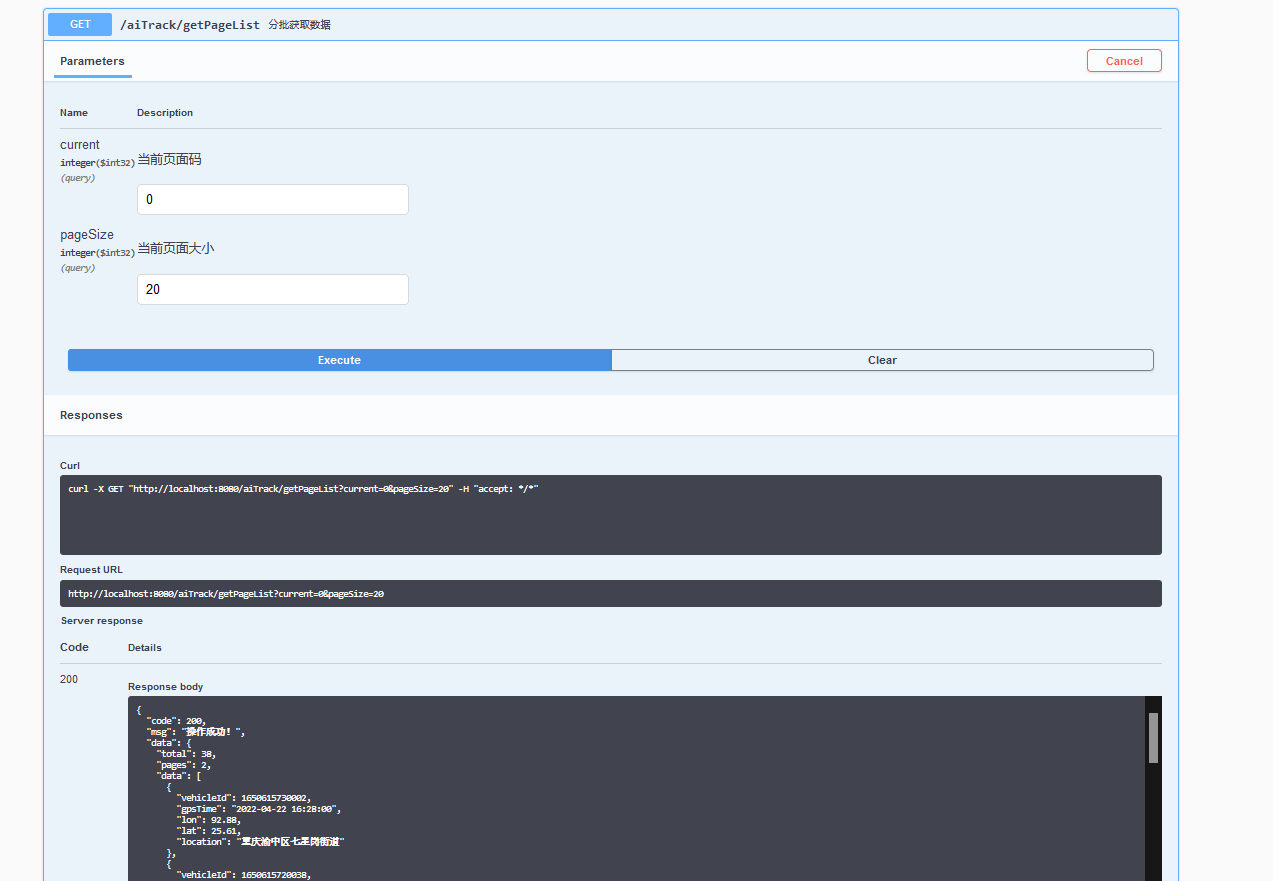 GET /aiTrack/getPageList 分批获取数据
Parameters
Cancel
Name Description
current
integer($int32)
(query)
当前页面码
0
pageSize
integer($int32)
(query)
当前页面大小
20
Execute Clear
Responses
Curl
curl -X GET "http://localhost:8080/aiTrack/getPageList?current=0&pageSize=20" -H "accept: */*"
Request URL
http://localhost:8080/aiTrack/getPageList?current=0&pageSize=20
Server response
Code Details
200
Response body
{
"code": 200,
"msg": "操作成功！",
"data": {
"total": 38,
"pages": 2,
"data": [
{
"vehicleId": 1650615730002,
"gpsTime": "2022-04-22 16:28:00",
"lon": 92.88,
"lat": 25.61,
"location": "重庆渝中区七星岗街道"
},
{
"vehicleId": 1650615720038,